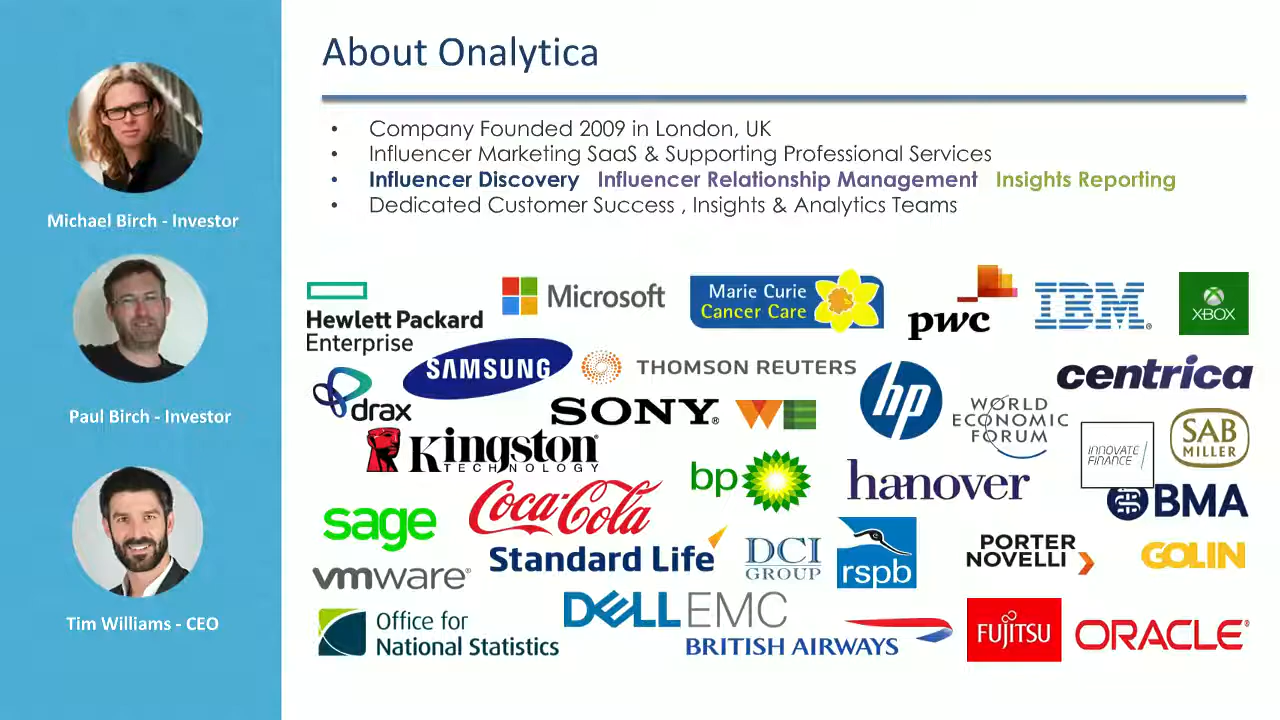 About Onalytica
• Company Founded 2009 in London, UK
• Influencer Marketing SaaS & Supporting Professional Services
• Influencer Discovery Influencer Relationship Management Insights Reporting
• Dedicated Customer Success , Insights & Analytics Teams
Michael Birch - Investor
Paul Birch - Investor
Tim Williams - CEO
Hewlett Packard
Enterprise
Microsoft
Marie Curie
Cancer Care
pwc
IBM®
XBOX
drax
SAMSUNG
THOMSON REUTERS
SONY®
WE
hp
WORLD
ECONOMIC
FORUM
centrica
INNOVATE
FINANCE
SAB
MILLER
Kingston®
TECHNOLOGY
bp
hanover
BMA
sage
Coca-Cola
Standard Life
DCI
GROUP
rspb
PORTER
NOVELLI
GOLIN
vmware®
Office for
National Statistics
DELL EMC
BRITISH AIRWAYS
FUJITSU
ORACLE®